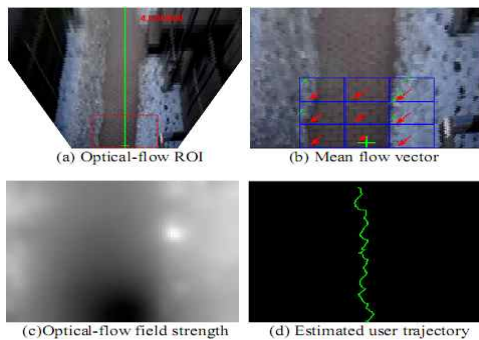 (a) Optical-flow ROI
(b) Mean flow vector
(c)Optical-flow field strength
(d) Estimated user trajectory